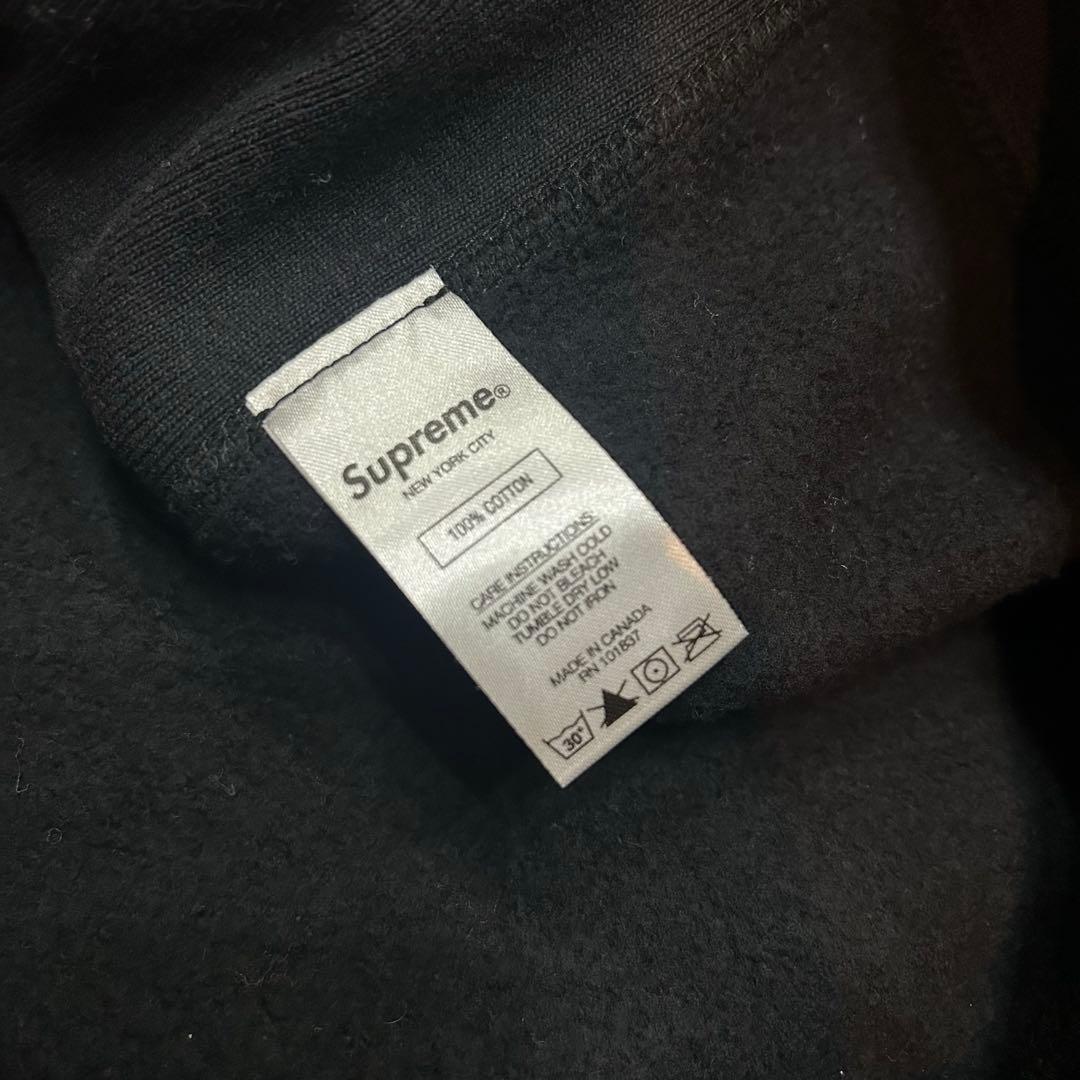 Supreme®
NEW YORK CITY
100% COTTON
CARE INSTRUCTIONS:
MACHINE WASH COLD
DO NOT BLEACH
TUMBLE DRY LOW
DO NOT IRON
MADE IN CANADA
RN 101837
30°